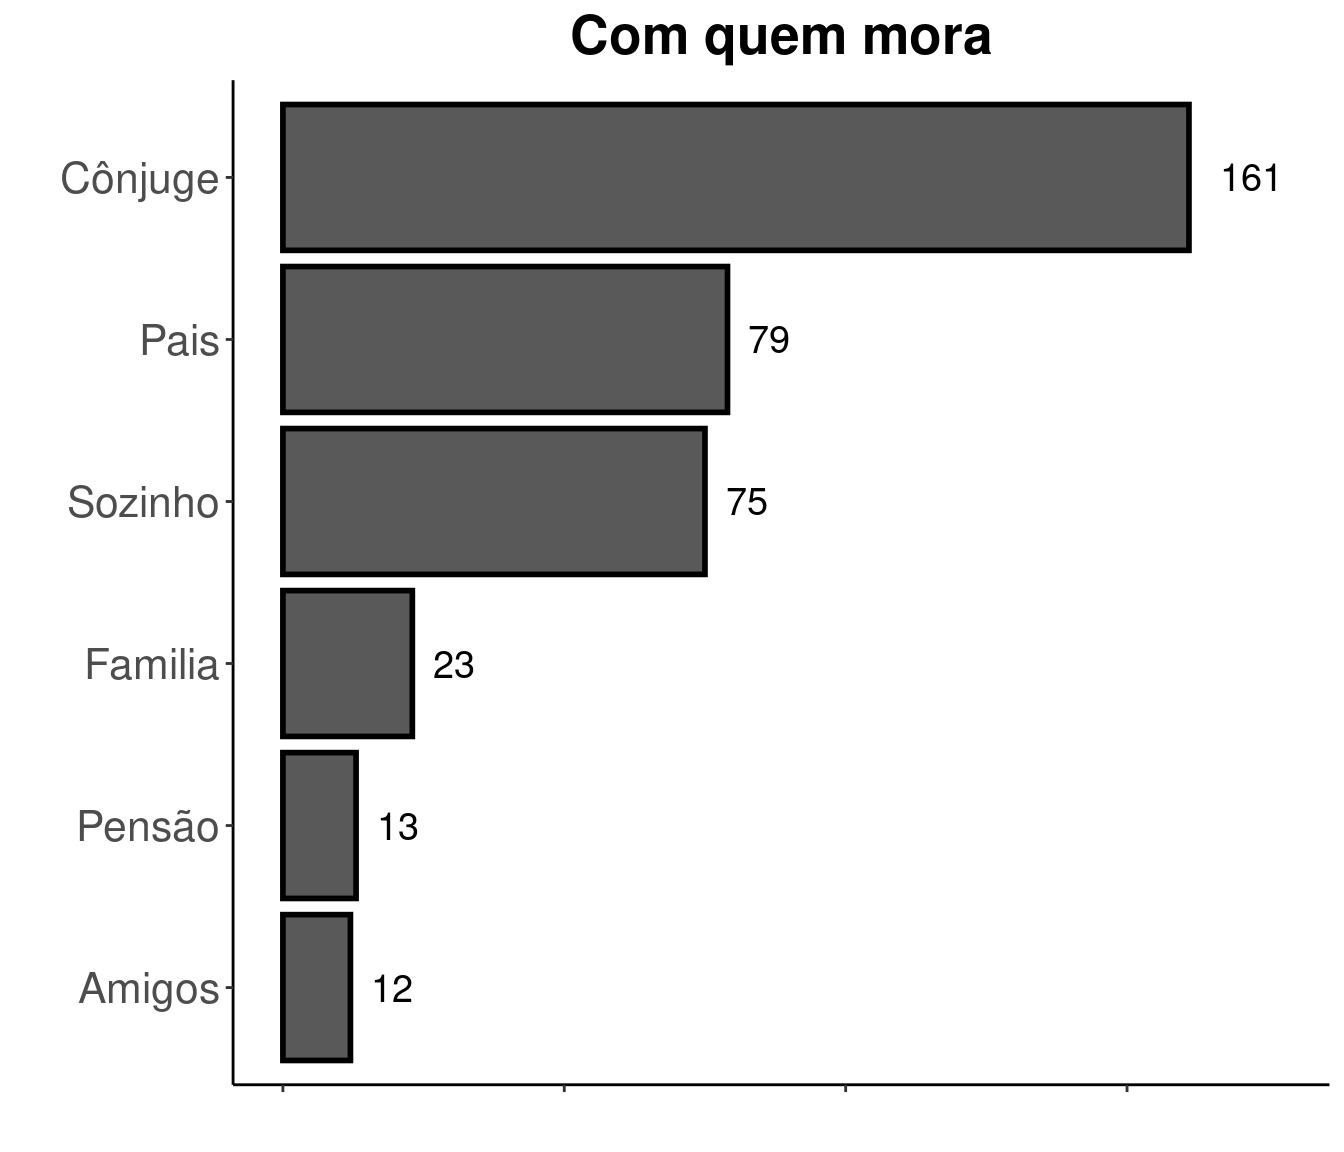 Com quem mora
Cônjuge 161
Pais 79
Sozinho 75
Familia 23
Pensão 13
Amigos 12